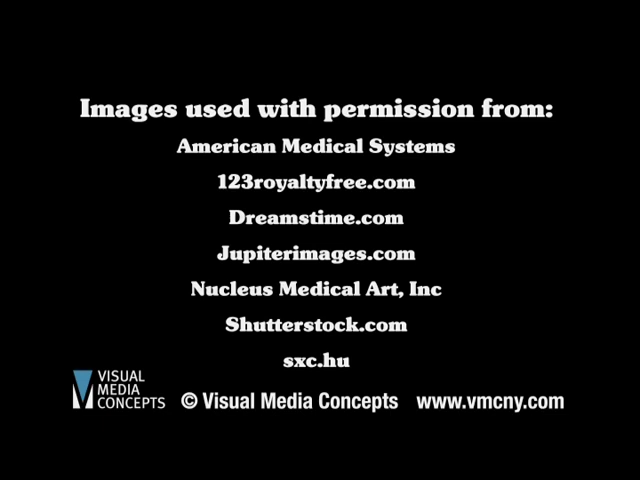 Images used with permission from:
American Medical Systems
123royaltyfree.com
Dreamstime.com
Jupiterimages.com
Nucleus Medical Art, Inc
Shutterstock.com
sxc.hu
VISUAL
MEDIA
CONCEPTS
© Visual Media Concepts www.vmcny.com